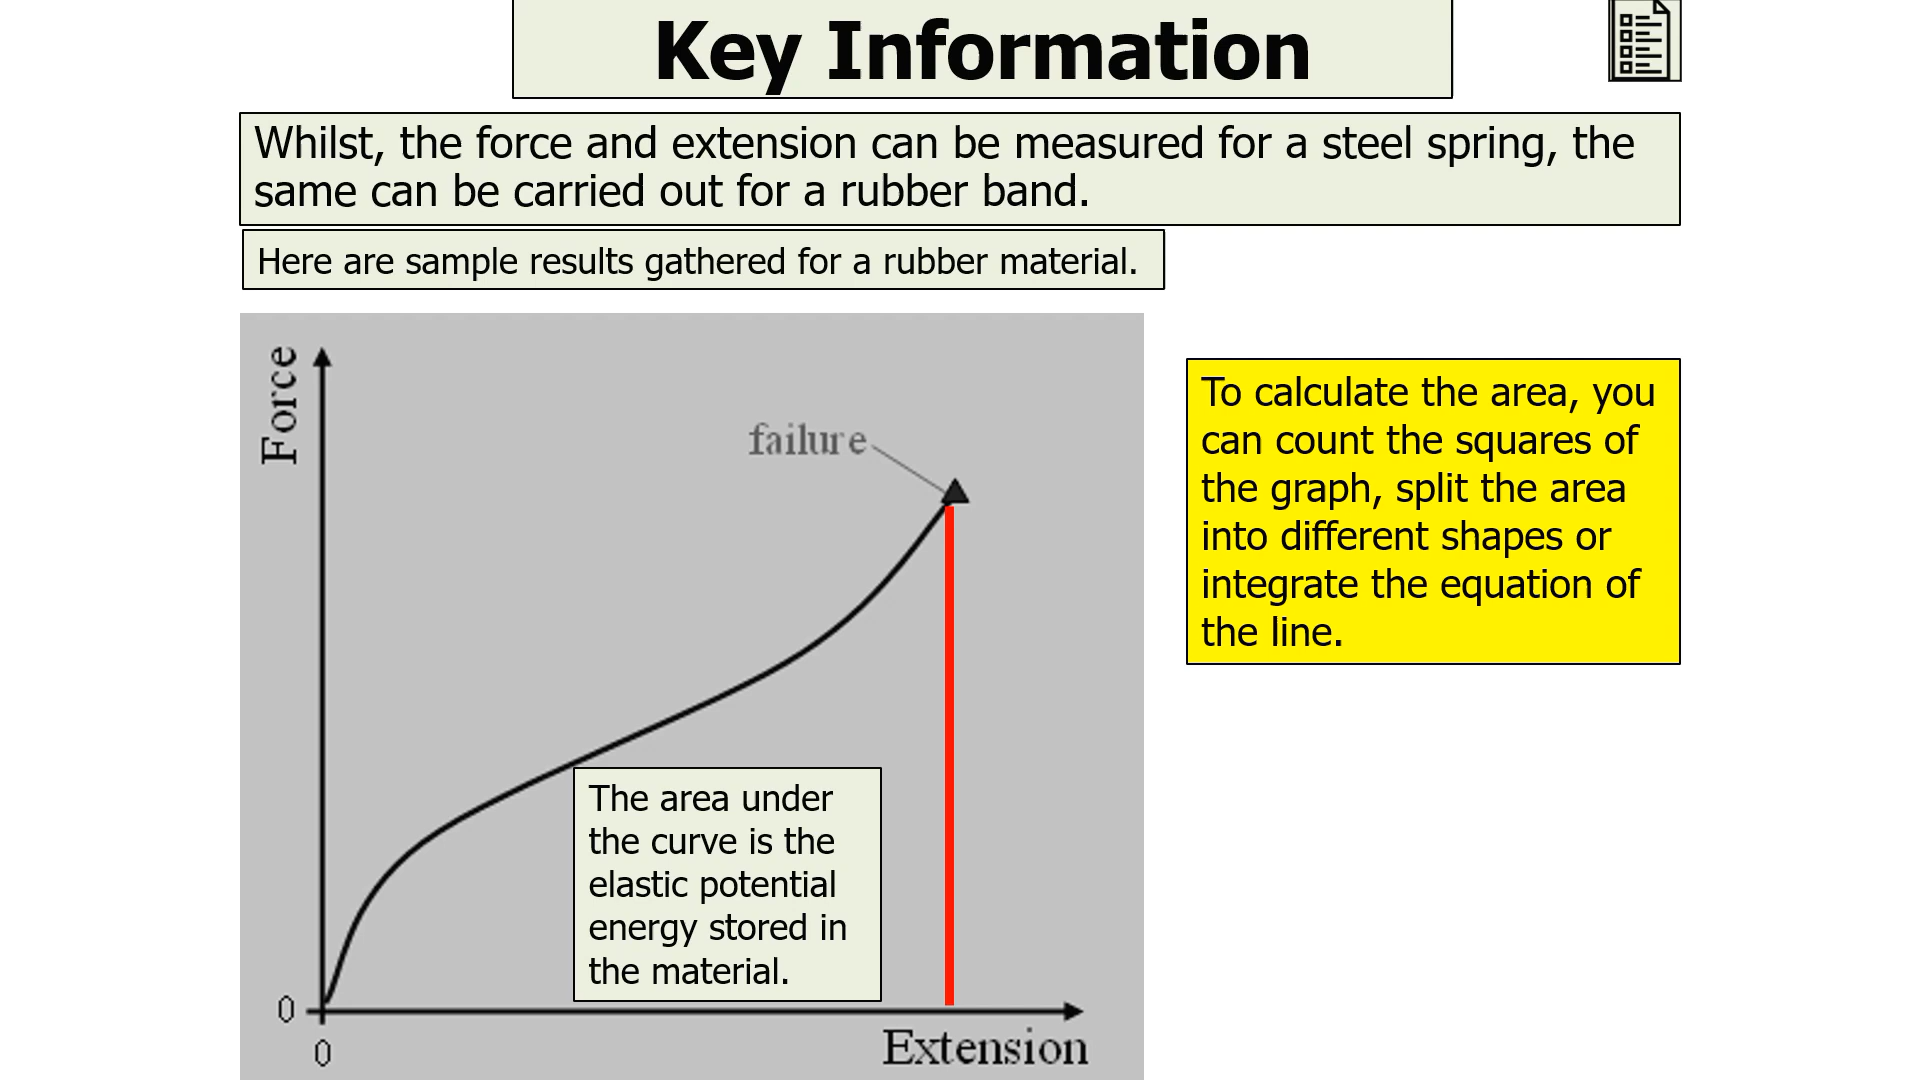 Key Information
Whilst, the force and extension can be measured for a steel spring, the
same can be carried out for a rubber band.
Here are sample results gathered for a rubber material.
Force
failure
To calculate the area, you
can count the squares of
the graph, split the area
into different shapes or
integrate the equation of
the line.
The area under
the curve is the
elastic potential
energy stored in
the material.
0
0
Extension